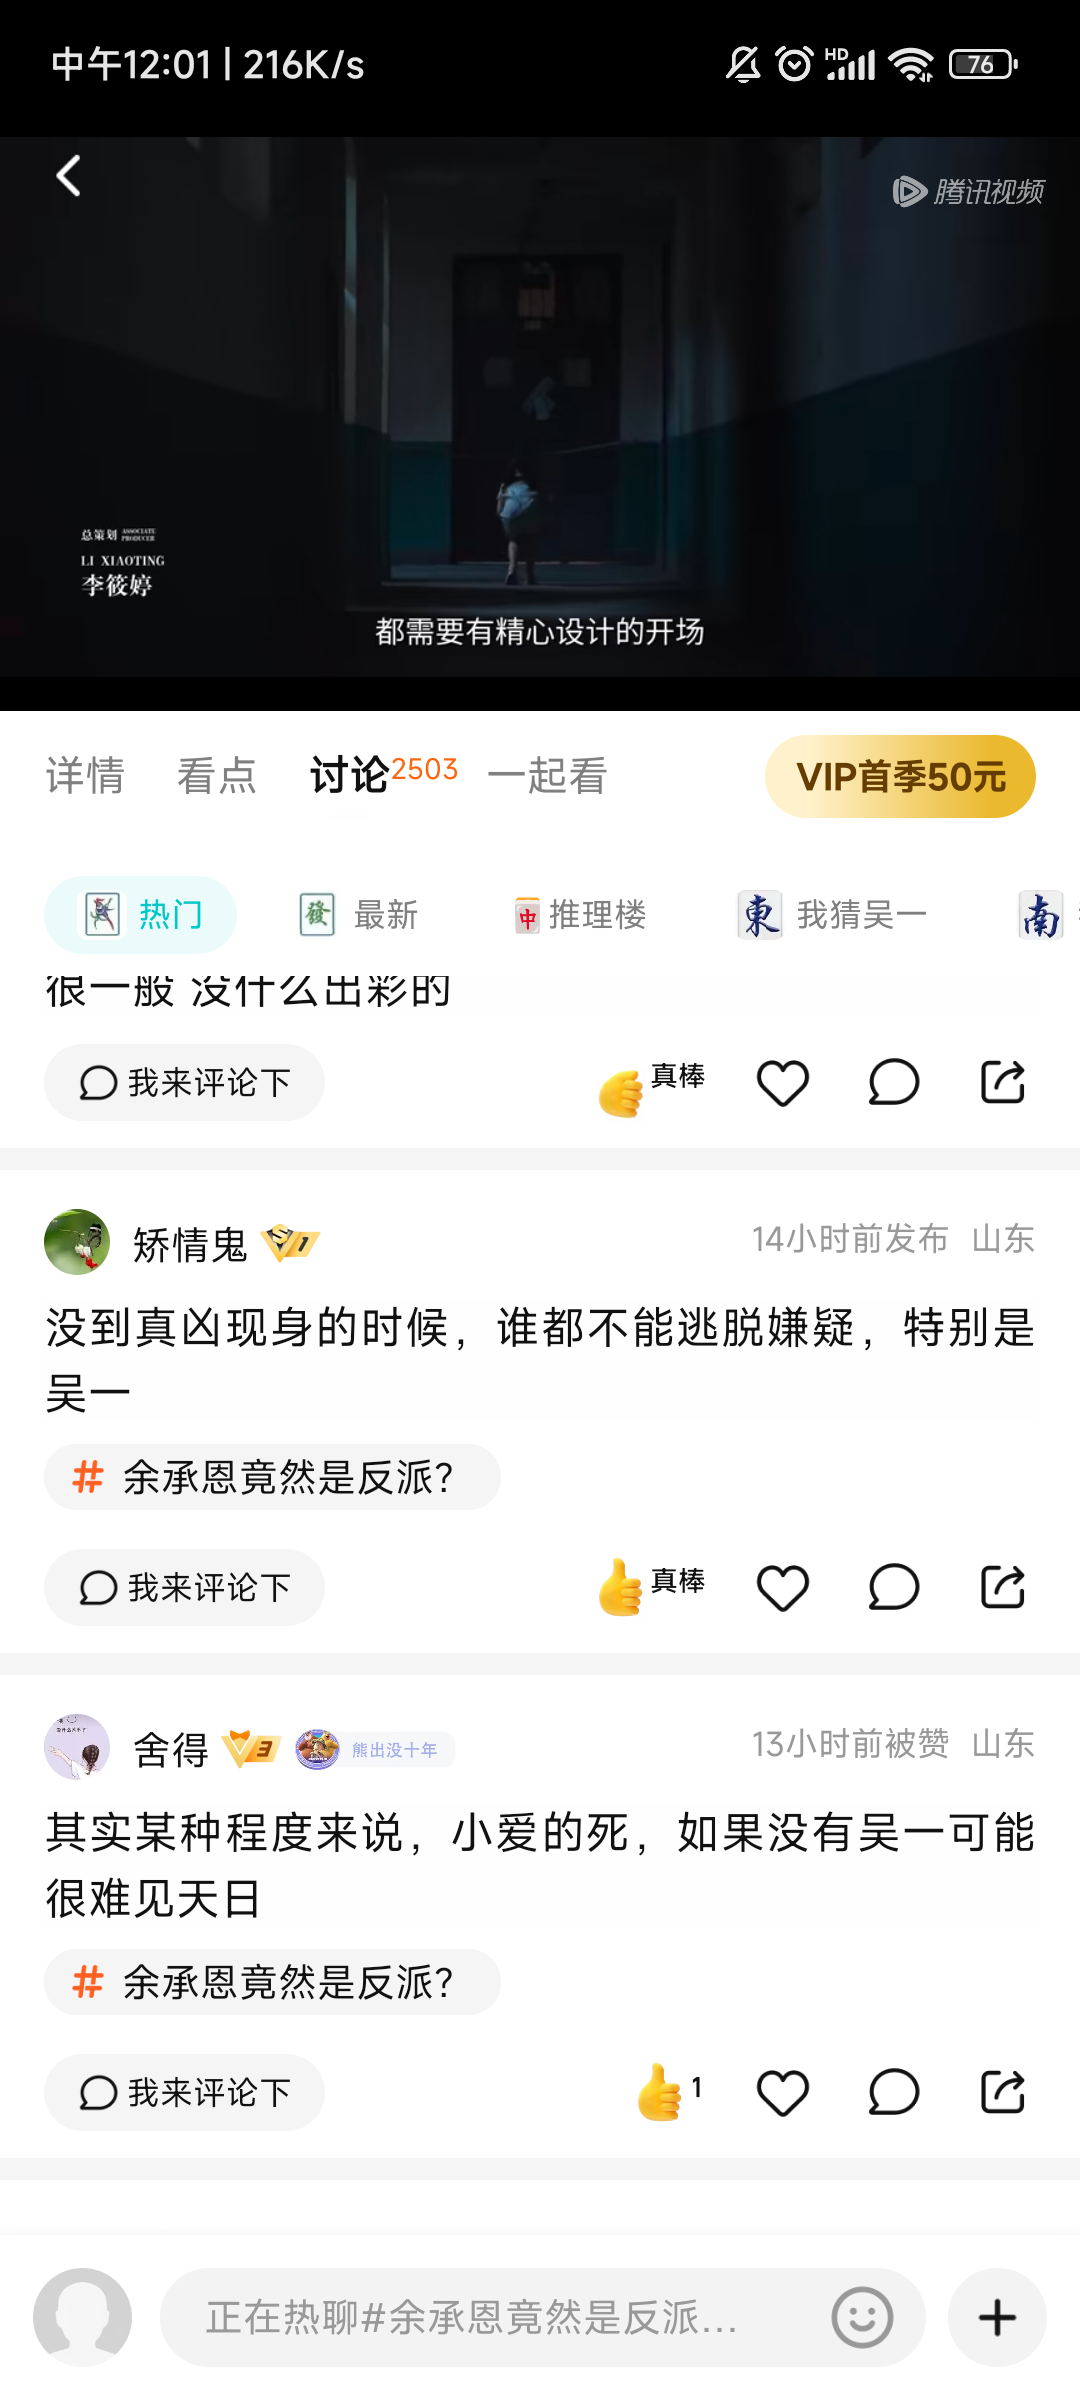 中午12:01 | 216K/s
HD
76
腾讯视频
总策划 ASSOCIATE PRODUCER
LI XIAOTING
李筱婷
都需要有精心设计的开场
详情 看点 讨论2503 一起看 VIP首季50元
热门 發 最新 中 推理楼 東 我猜吴一 南
很一般 没什么出彩的
我来评论下 真棒
矫情鬼 1 14小时前发布 山东
没到真凶现身的时候，谁都不能逃脱嫌疑，特别是
吴一
# 余承恩竟然是反派？
我来评论下 真棒
舍得 V3 熊出没十年 13小时前被赞 山东
其实某种程度来说，小爱的死，如果没有吴一可能
很难见天日
# 余承恩竟然是反派？
我来评论下 1
正在热聊#余承恩竟然是反派...